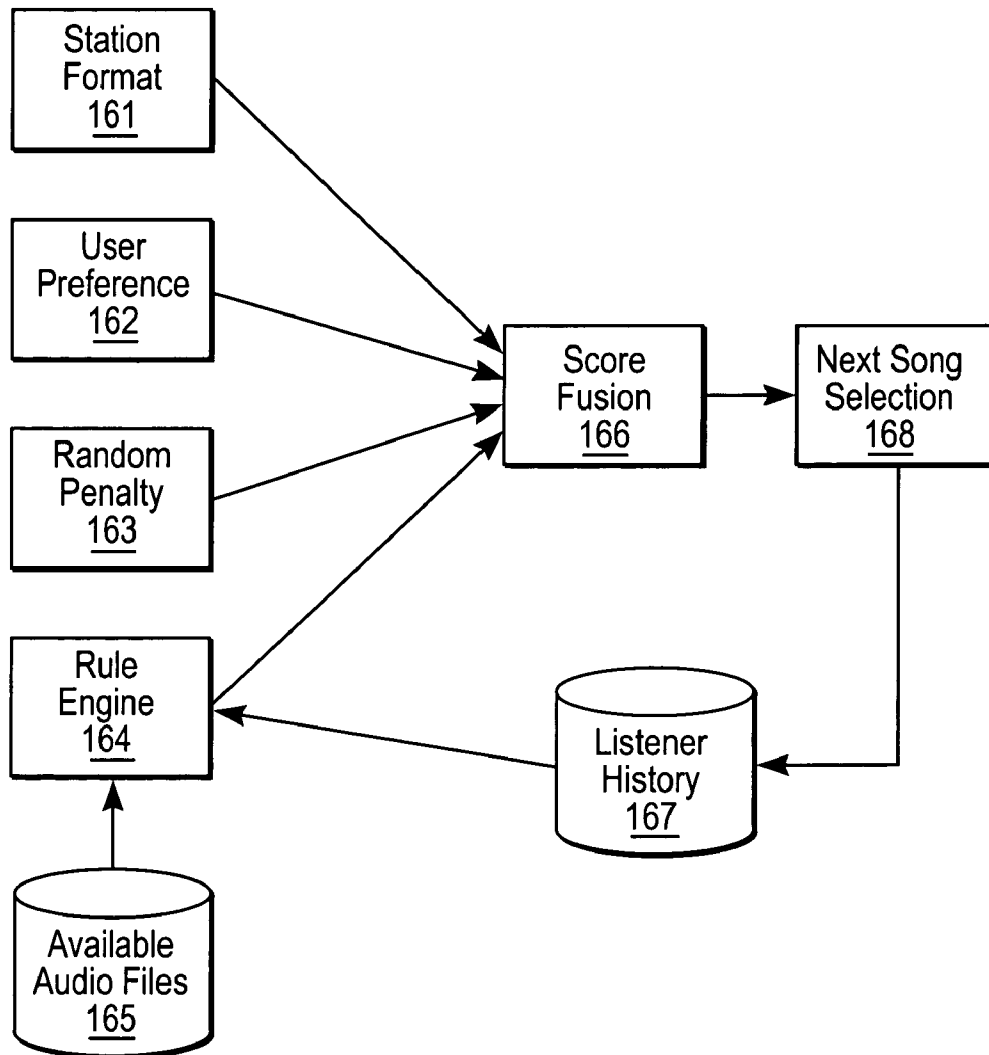 Station
Format
161
User
Preference
162
Random
Penalty
163
Rule
Engine
164
Available
Audio Files
165
Score
Fusion
166
Next Song
Selection
168
Listener
History
167